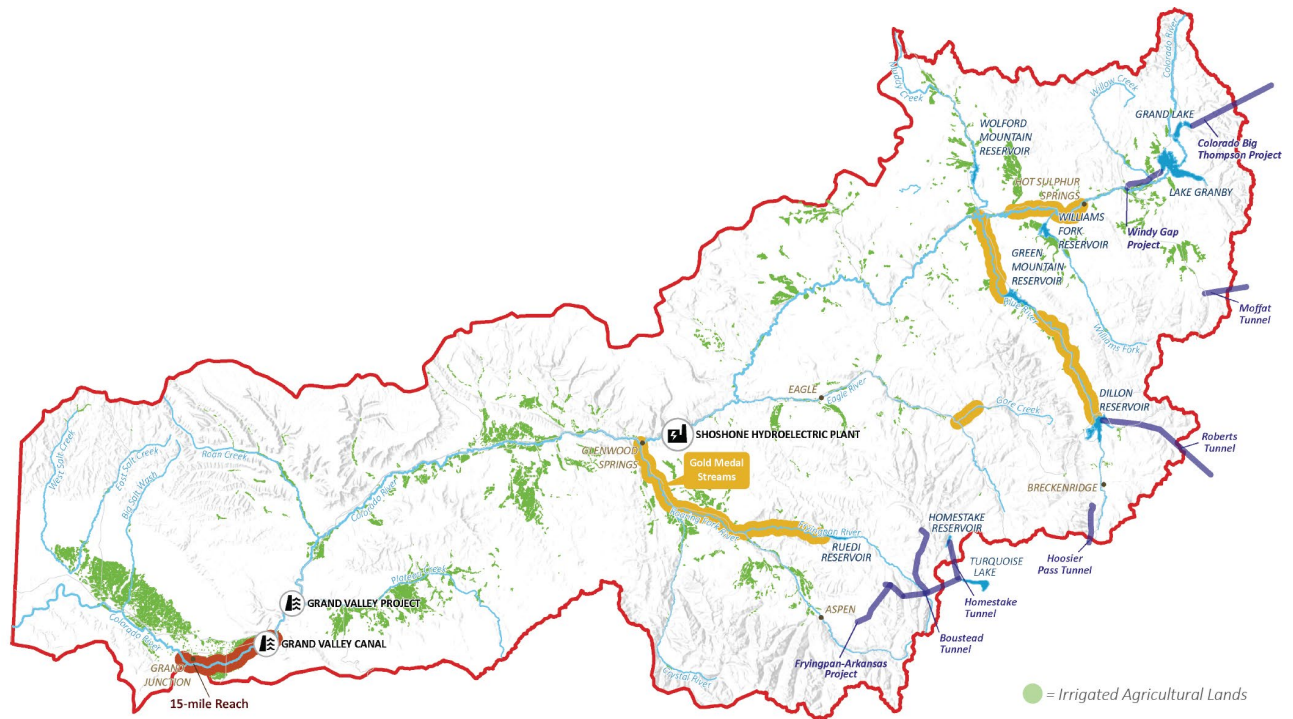 Muddy
Creek
Willow Creek
Colorado River
GRAND LAKE
WOLFORD
MOUNTAIN
RESERVOIR
Colorado Big
Thompson Project
HOT SULPHUR
SPRINGS
LAKE GRANBY
WILLIAMS
FORK
RESERVOIR
Windy Gap
Project
GREEN
MOUNTAIN
RESERVOIR
Blue River
Moffat
Tunnel
Williams Fork
EAGLE
Eagle River
Gore Creek
DILLON
RESERVOIR
SHOSHONE HYDROELECTRIC PLANT
Roberts
Tunnel
GLENWOOD
SPRINGS
Gold Medal
Streams
West Salt Creek
East Salt Creek
Big Salt Wash
Roan Creek
Colorado River
BRECKENRIDGE
Roaring Fork River
Fryingpan River
RUEDI
RESERVOIR
HOMESTAKE
RESERVOIR
TURQUOISE
LAKE
Hoosier
Pass Tunnel
Plateau Creek
GRAND VALLEY PROJECT
Homestake
Tunnel
ASPEN
Colorado River
GRAND VALLEY CANAL
Boustead
Tunnel
GRAND
JUNCTION
Crystal River
Fryingpan-Arkansas
Project
15-mile Reach
= Irrigated Agricultural Lands